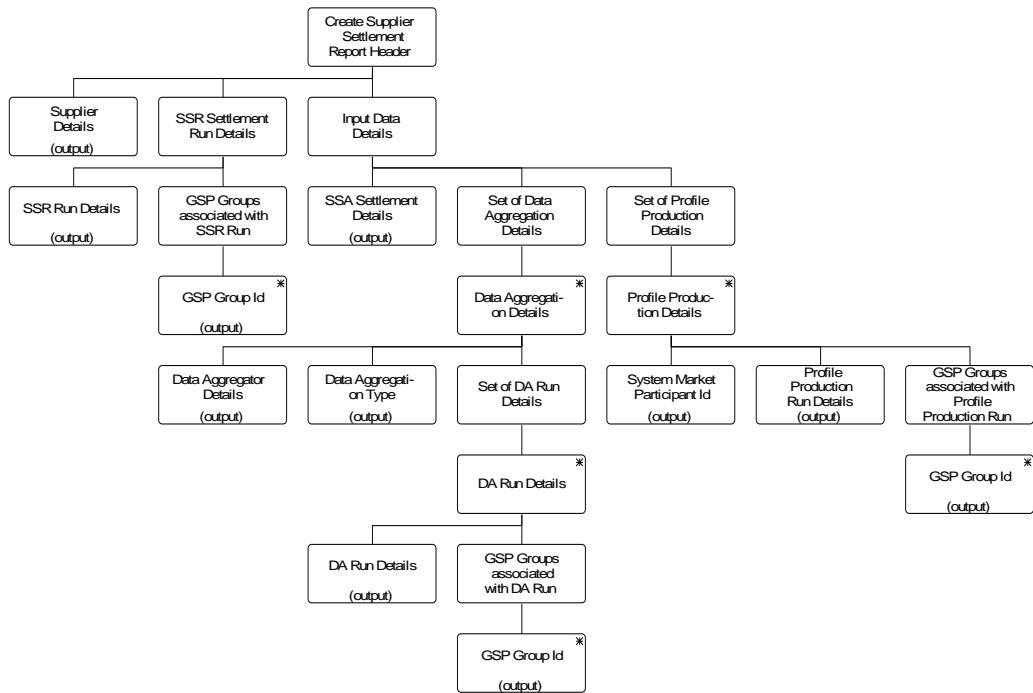 Create Supplier
Settlement
Report Header
Supplier
Details
(output)
SSR Settlement
Run Details
Input Data
Details
SSR Run Details
(output)
GSP Groups
associated with
SSR Run
SSA Settlement
Details
(output)
Set of Data
Aggregation
Details
Set of Profile
Production
Details
*
GSP Group Id
(output)
*
Data Aggregati-
on Details
*
Profile Produc-
tion Details
Data Aggregator
Details
(output)
Data Aggregati-
on Type
(output)
Set of DA Run
Details
System Market
Participant Id
(output)
Profile
Production
Run Details
(output)
GSP Groups
associated with
Profile
Production Run
*
DA Run Details
*
GSP Group Id
(output)
DA Run Details
(output)
GSP Groups
associated
with DA Run
*
GSP Group Id
(output)